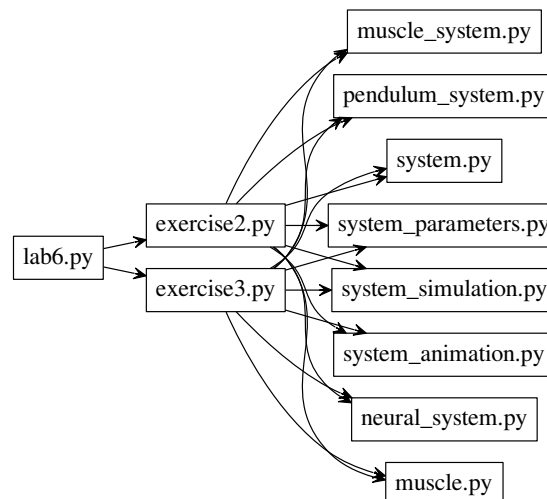 muscle_system.py
pendulum_system.py
system.py
exercise2.py
system_parameters.py
lab6.py
exercise3.py
system_simulation.py
system_animation.py
neural_system.py
muscle.py